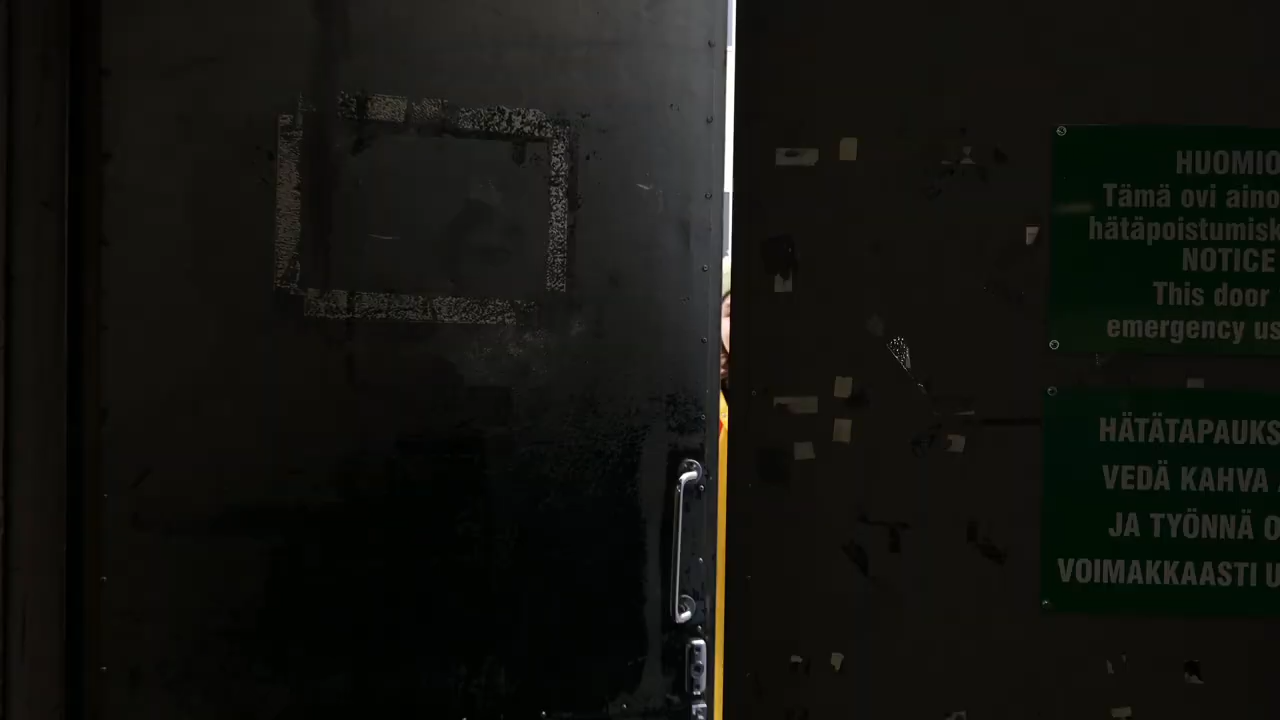 HUOMIO
Tämä ovi aino
hätäpoistumisk
NOTICE
This door
emergency us
HÄTÄTAPAUKS
VEDÄ KAHVA
JA TYÖNNÄ O
VOIMAKKAASTI U